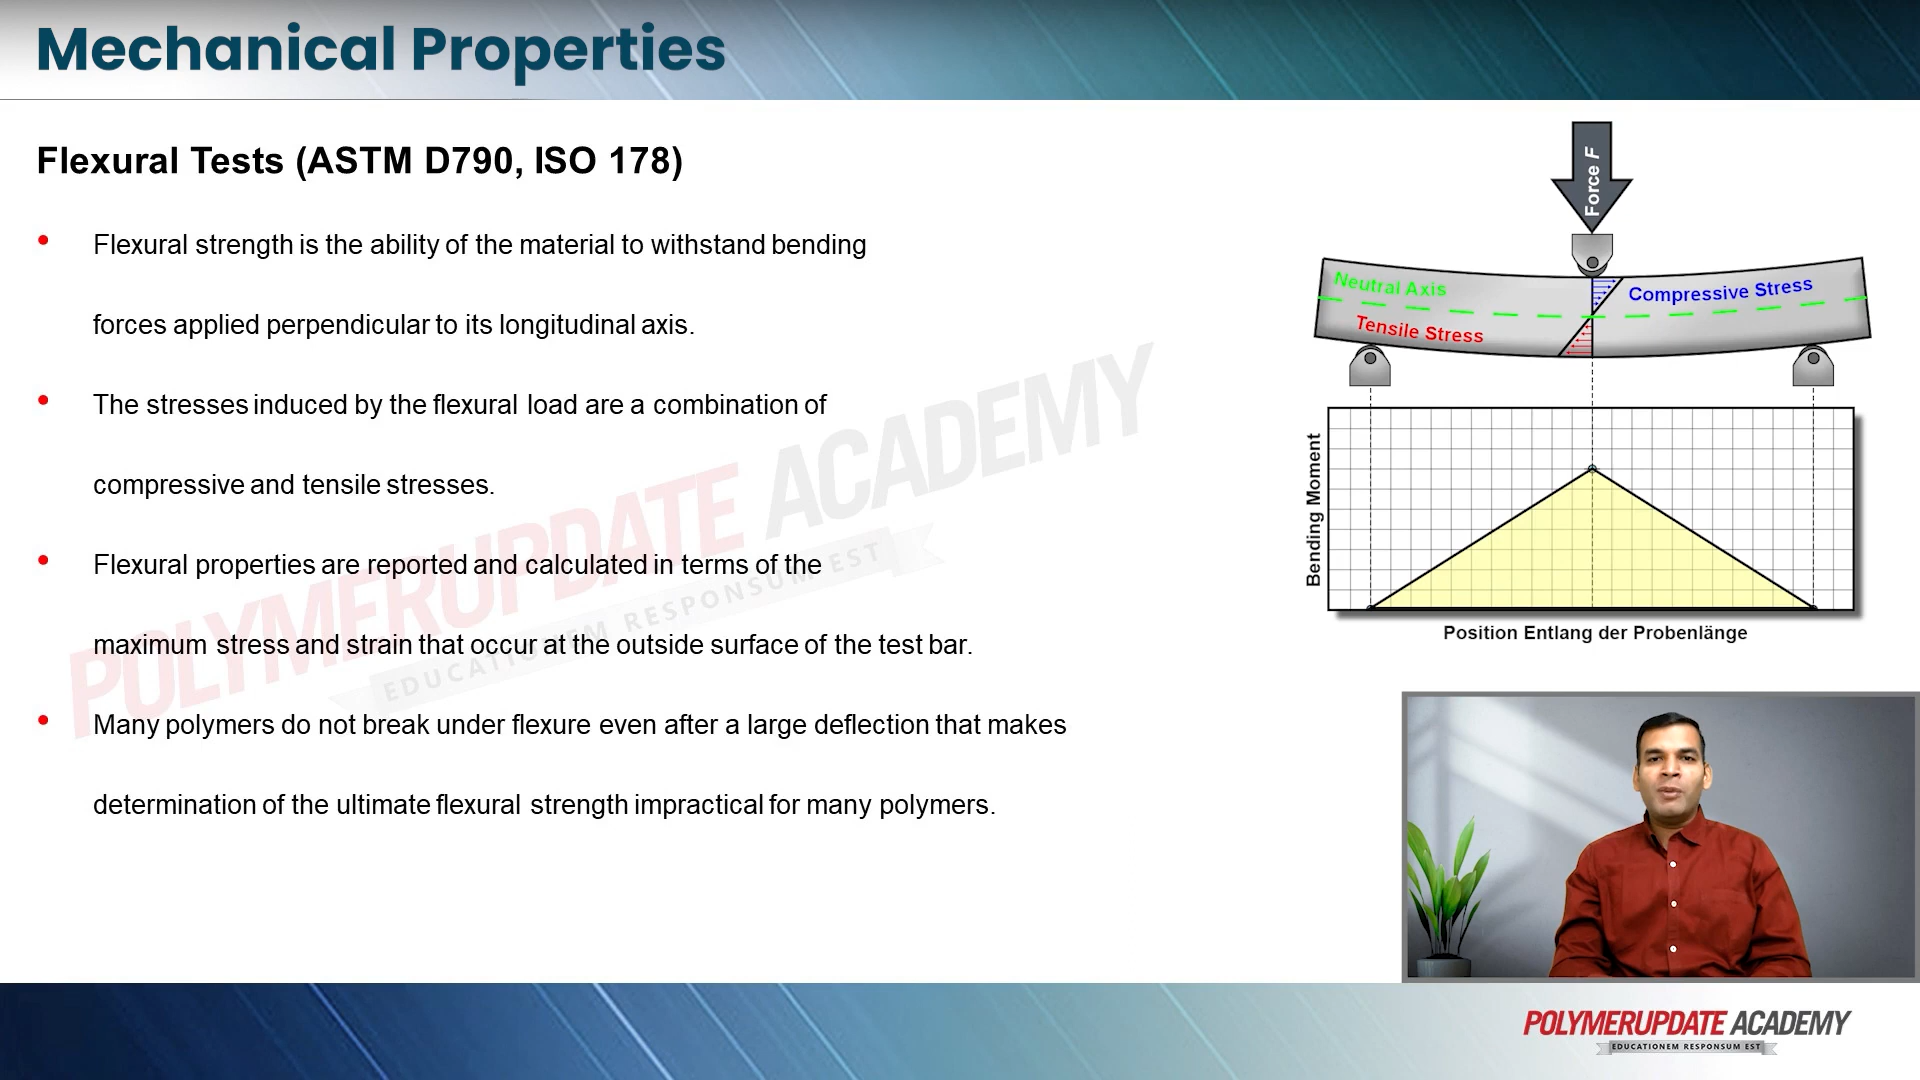 Mechanical Properties
Flexural Tests (ASTM D790, ISO 178)
• Flexural strength is the ability of the material to withstand bending
forces applied perpendicular to its longitudinal axis.
• The stresses induced by the flexural load are a combination of
compressive and tensile stresses.
• Flexural properties are reported and calculated in terms of the
maximum stress and strain that occur at the outside surface of the test bar.
• Many polymers do not break under flexure even after a large deflection that makes
determination of the ultimate flexural strength impractical for many polymers.
POLYMERUPDATE ACADEMY
EDUCATIONEM RESPONSUM EST
Force F
Neutral Axis
Compressive Stress
Tensile Stress
Bending Moment
Position Entlang der Probenlänge
POLYMERUPDATE ACADEMY
EDUCATIONEM RESPONSUM EST